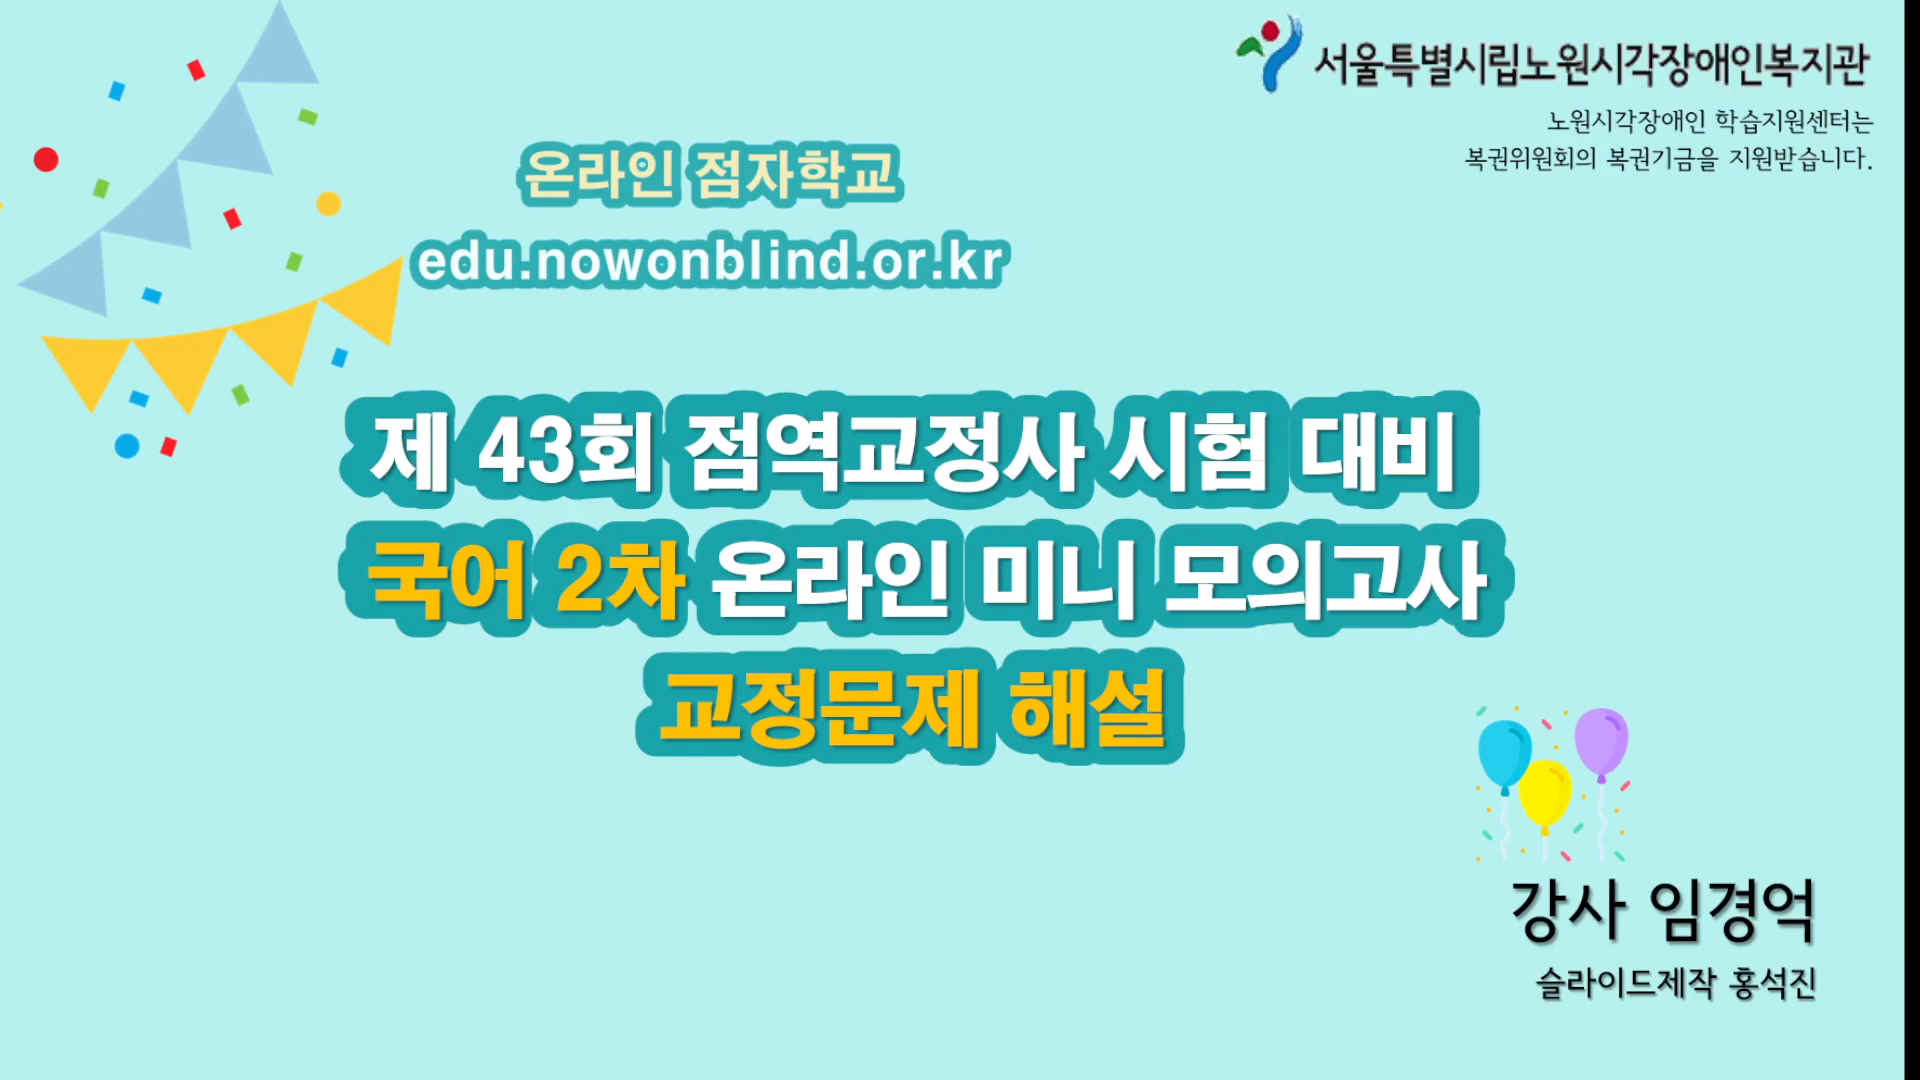 서울특별시립노원시각장애인복지관
노원시각장애인 학습지원센터는
복권위원회의 복권기금을 지원받습니다.
온라인 점자학교
edu.nowonblind.or.kr
제 43회 점역교정사 시험 대비
국어 2차 온라인 미니 모의고사
교정문제 해설
강사 임경억
슬라이드제작 홍석진